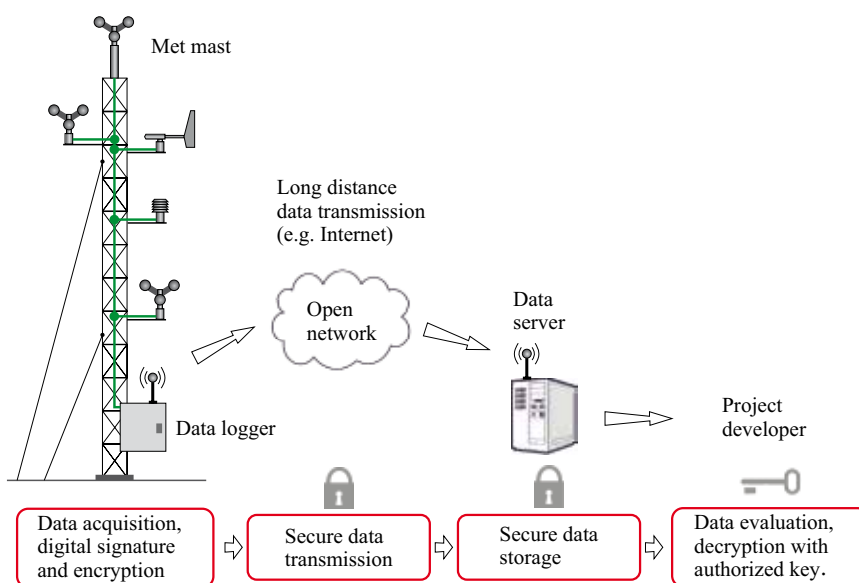 Met mast
Long distance
data transmission
(e.g. Internet)
Open
network
Data
server
Data logger
Project
developer
Data acquisition,
digital signature
and encryption
Secure data
transmission
Secure data
storage
Data evaluation,
decryption with
authorized key.